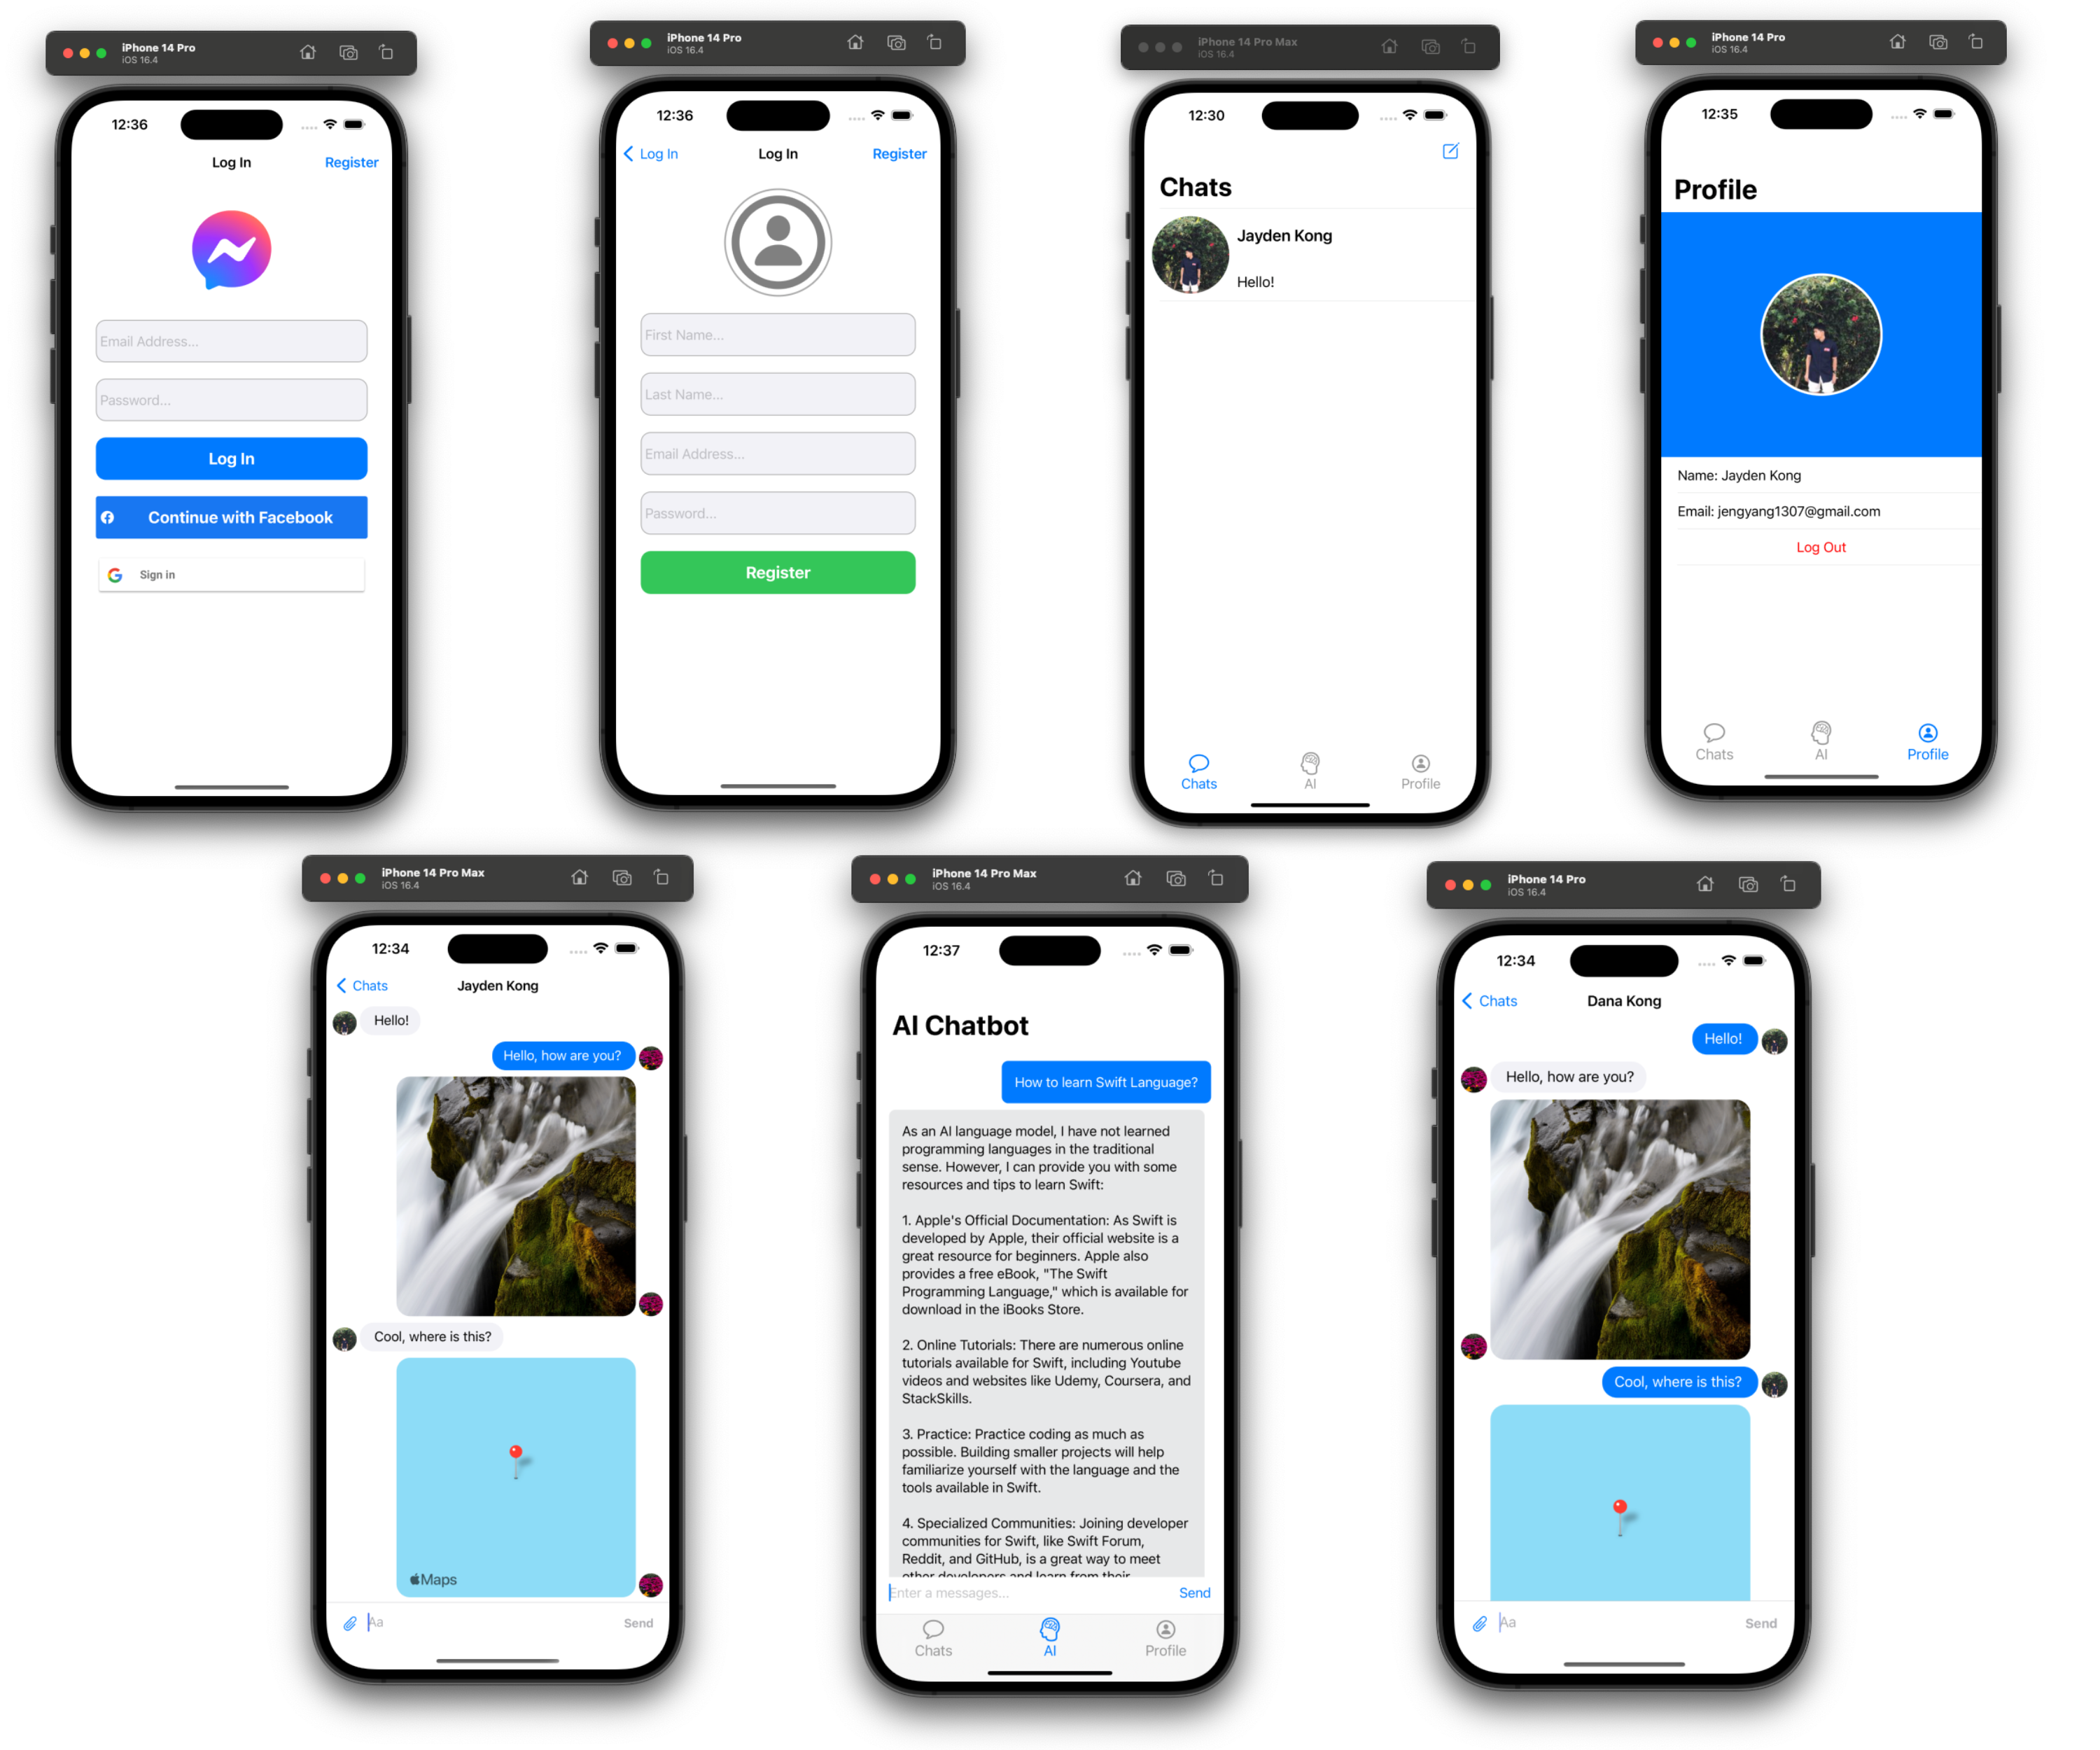 iPhone 14 Pro
iOS 16.4
12:36
Log In
Register
Email Address...
Password...
Log In
Continue with Facebook
Sign in
iPhone 14 Pro
iOS 16.4
12:36
Log In
Log In
Register
First Name...
Last Name...
Email Address...
Password...
Register
iPhone 14 Pro Max
iOS 16.4
12:30
Chats
Jayden Kong
Hello!
Chats
AI
Profile
iPhone 14 Pro
iOS 16.4
12:35
Profile
Name: Jayden Kong
Email: jengyang1307@gmail.com
Log Out
Chats
AI
Profile
iPhone 14 Pro Max
iOS 16.4
12:34
Chats
Jayden Kong
Hello!
Hello, how are you?
Cool, where is this?
Maps
Aa
Send
iPhone 14 Pro Max
iOS 16.4
12:37
AI Chatbot
How to learn Swift Language?
As an AI language model, I have not learned
programming languages in the traditional
sense. However, I can provide you with some
resources and tips to learn Swift:
1. Apple's Official Documentation: As Swift is
developed by Apple, their official website is a
great resource for beginners. Apple also
provides a free eBook, "The Swift
Programming Language," which is available for
download in the iBooks Store.
2. Online Tutorials: There are numerous online
tutorials available for Swift, including Youtube
videos and websites like Udemy, Coursera, and
StackSkills.
3. Practice: Practice coding as much as
possible. Building smaller projects will help
familiarize yourself with the language and the
tools available in Swift.
4. Specialized Communities: Joining developer
communities for Swift, like Swift Forum,
Reddit, and GitHub, is a great way to meet
other developers and learn from their
Enter a messages...
Send
Chats
AI
Profile
iPhone 14 Pro
iOS 16.4
12:34
Chats
Dana Kong
Hello!
Hello, how are you?
Cool, where is this?
Aa
Send